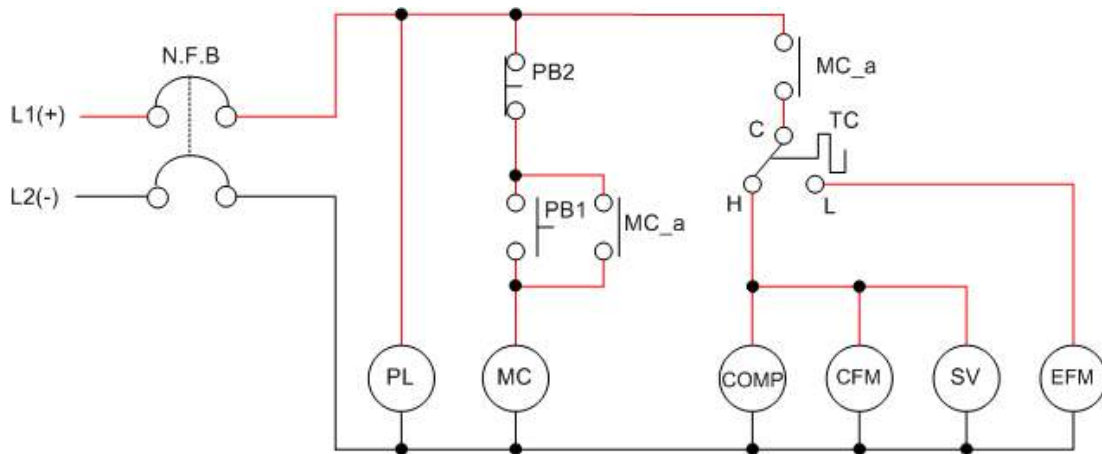 N.F.B
L1(+)
L2(-)
PB2
PB1
MC_a
MC_a
C
TC
H
L
PL
MC
COMP
CFM
SV
EFM